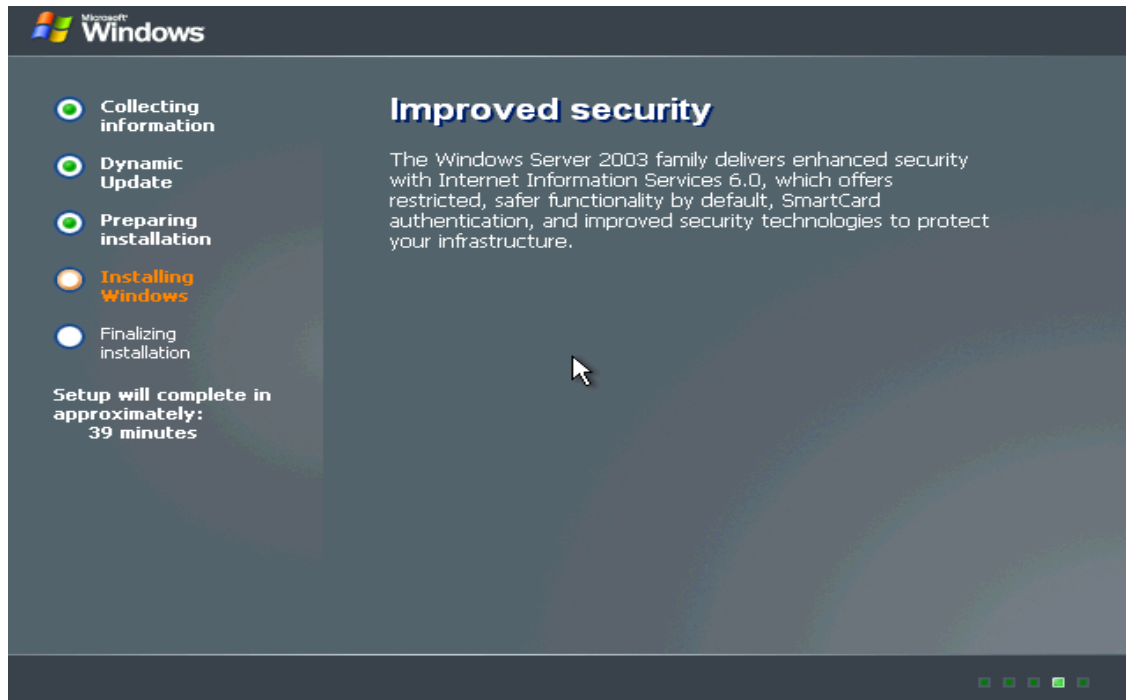 Microsoft
Windows
Collecting
information
Dynamic
Update
Preparing
installation
Installing
Windows
Finalizing
installation
Setup will complete in
approximately:
39 minutes
Improved security
The Windows Server 2003 family delivers enhanced security
with Internet Information Services 6.0, which offers
restricted, safer functionality by default, SmartCard
authentication, and improved security technologies to protect
your infrastructure.